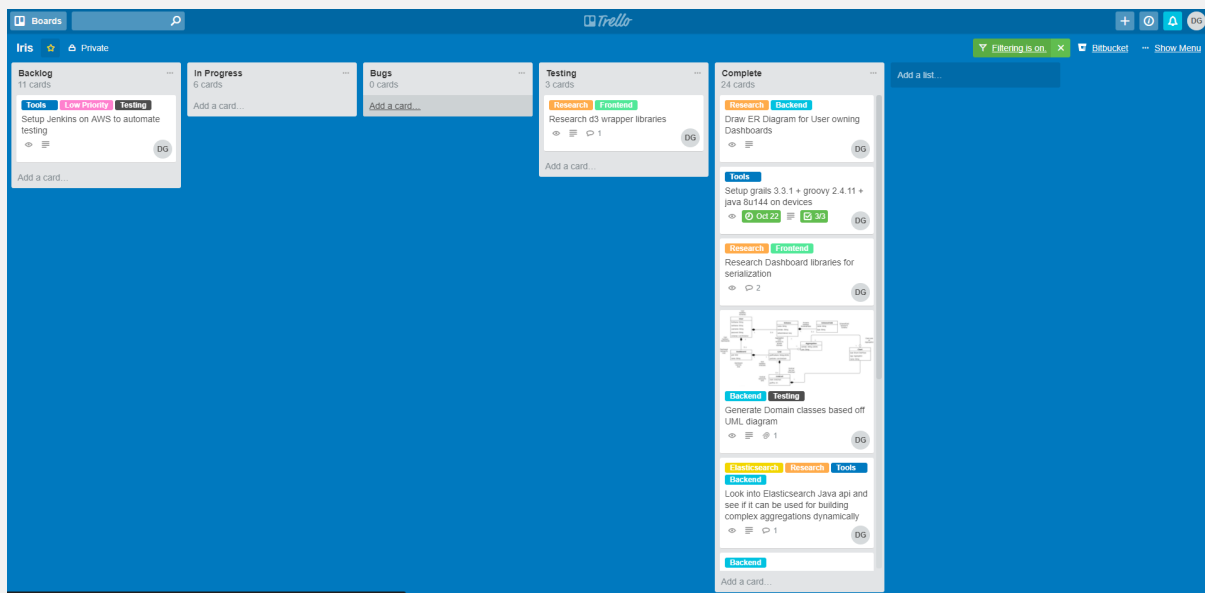 Boards
Trello
DG
Iris
Private
Filtering is on.
Bitbucket
Show Menu
Backlog
11 cards
Tools Low Priority Testing
Setup Jenkins on AWS to automate
testing
DG
Add a card...
In Progress
6 cards
Add a card...
Bugs
0 cards
Add a card...
Testing
3 cards
Research Frontend
Research d3 wrapper libraries
1
DG
Add a card...
Complete
24 cards
Research Backend
Draw ER Diagram for User owning
Dashboards
DG
Tools
Setup grails 3.3.1 + groovy 2.4.11 +
java 8u144 on devices
Oct 22 3/3
DG
Research Frontend
Research Dashboard libraries for
serialization
2
DG
Backend Testing
Generate Domain classes based off
UML diagram
1
DG
Elasticsearch Research Tools
Backend
Look into Elasticsearch Java api and
see if it can be used for building
complex aggregations dynamically
1
DG
Backend
Add a card...
Add a list...